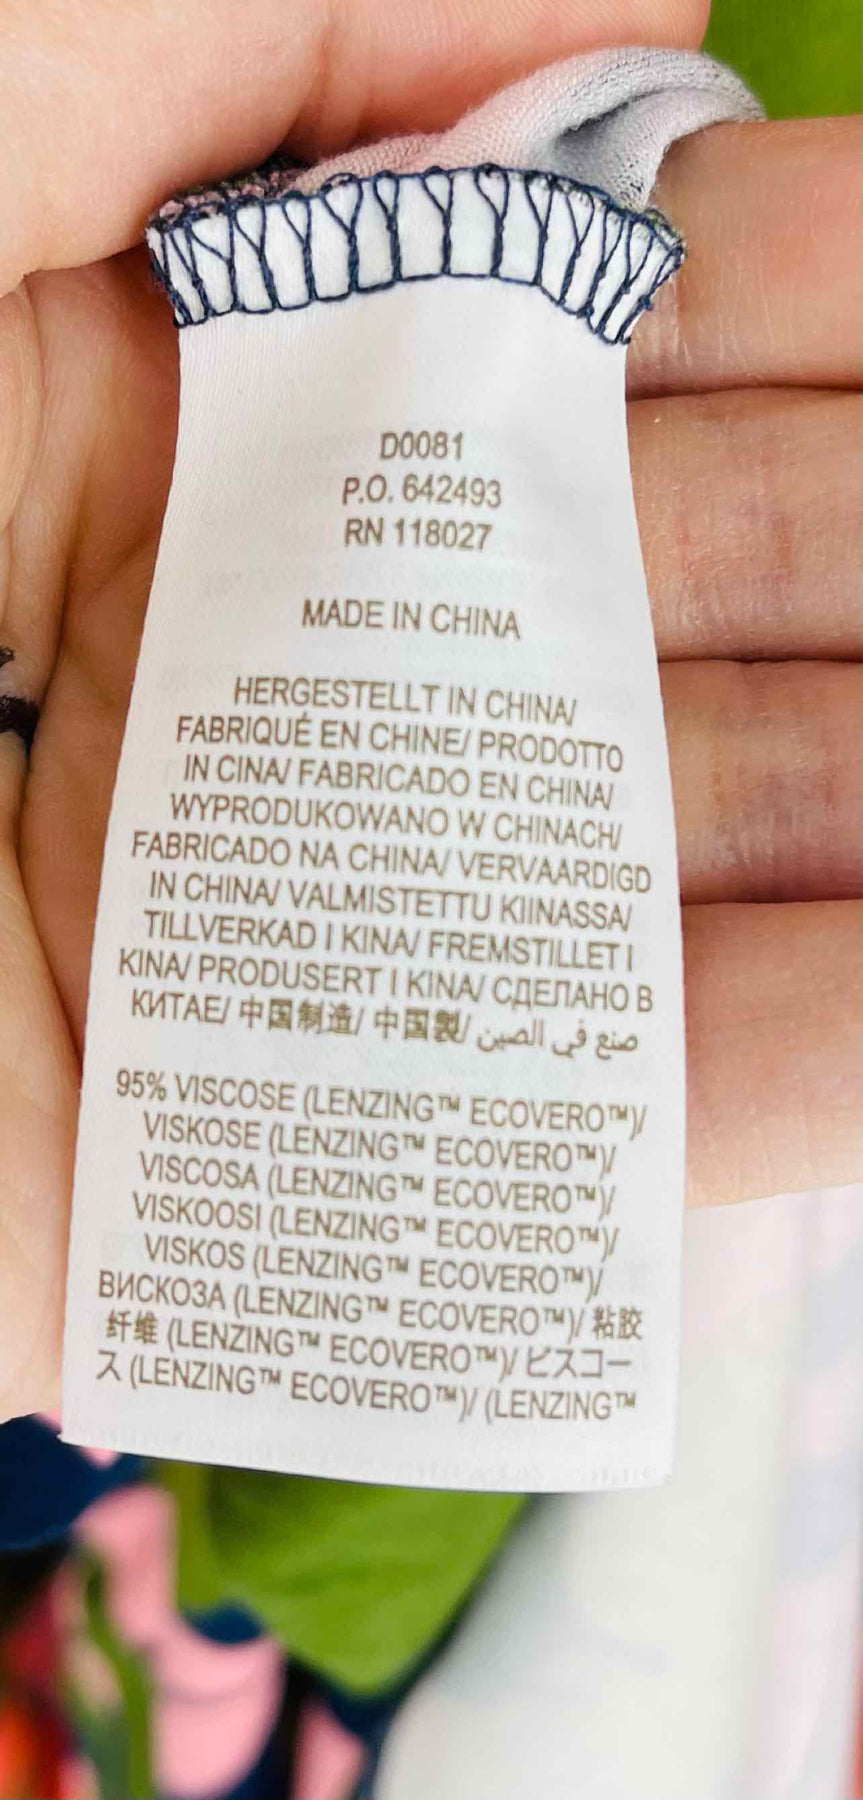 D0081
P.O. 642493
RN 118027
MADE IN CHINA
HERGESTELLT IN CHINA/
FABRIQUÉ EN CHINE/ PRODOTTO
IN CINA/ FABRICADO EN CHINA/
WYPRODUKOWANO W CHINACH/
FABRICADO NA CHINA/ VERVAARDIGD
IN CHINA/ VALMISTETTU KIINASSA/
TILLVERKAD I KINA/ FREMSTILLET I
KINA/ PRODUSERT I KINA/ СДЕЛАНО В
КИТАЕ/ 中国制造/ 中国製/ صنع في الصين
95% VISCOSE (LENZING™ ECOVERO™)/
VISKOSE (LENZING™ ECOVERO™)/
VISCOSA (LENZING™ ECOVERO™)/
VISKOOSI (LENZING™ ECOVERO™)/
VISKOS (LENZING™ ECOVERO™)/
ВИСКОЗА (LENZING™ ECOVERO™)/ 粘胶
纤维 (LENZING™ ECOVERO™)/ ビスコー
ス (LENZING™ ECOVERO™)/ (LENZING™